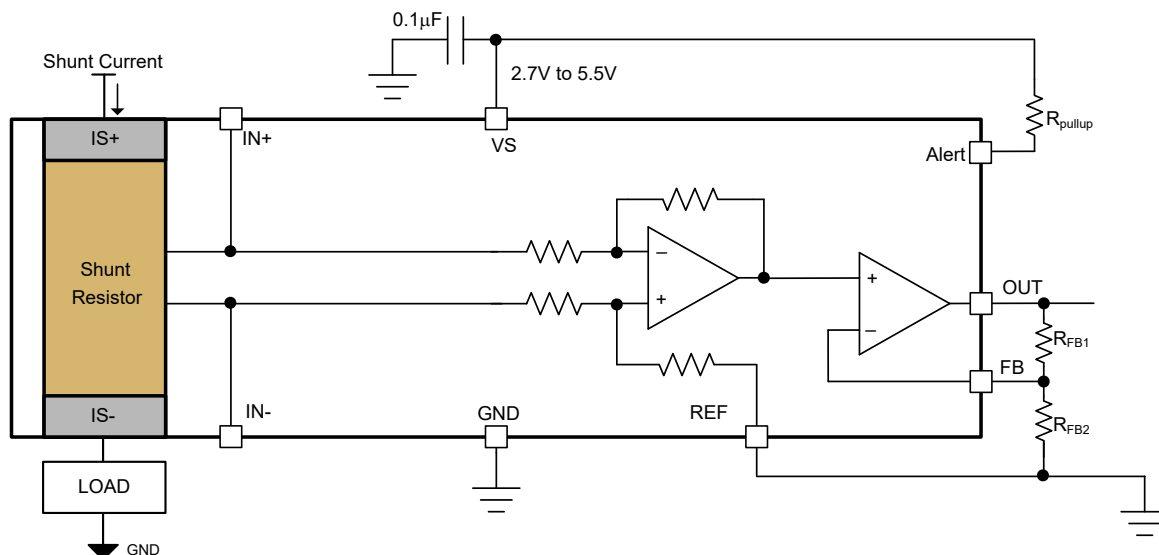 0.1µF
Shunt Current
2.7V to 5.5V
IS+
IN+
VS
Rpullup
Alert
Shunt
Resistor
–
+
+
–
OUT
RFB1
FB
IS-
IN-
GND
REF
RFB2
LOAD
GND